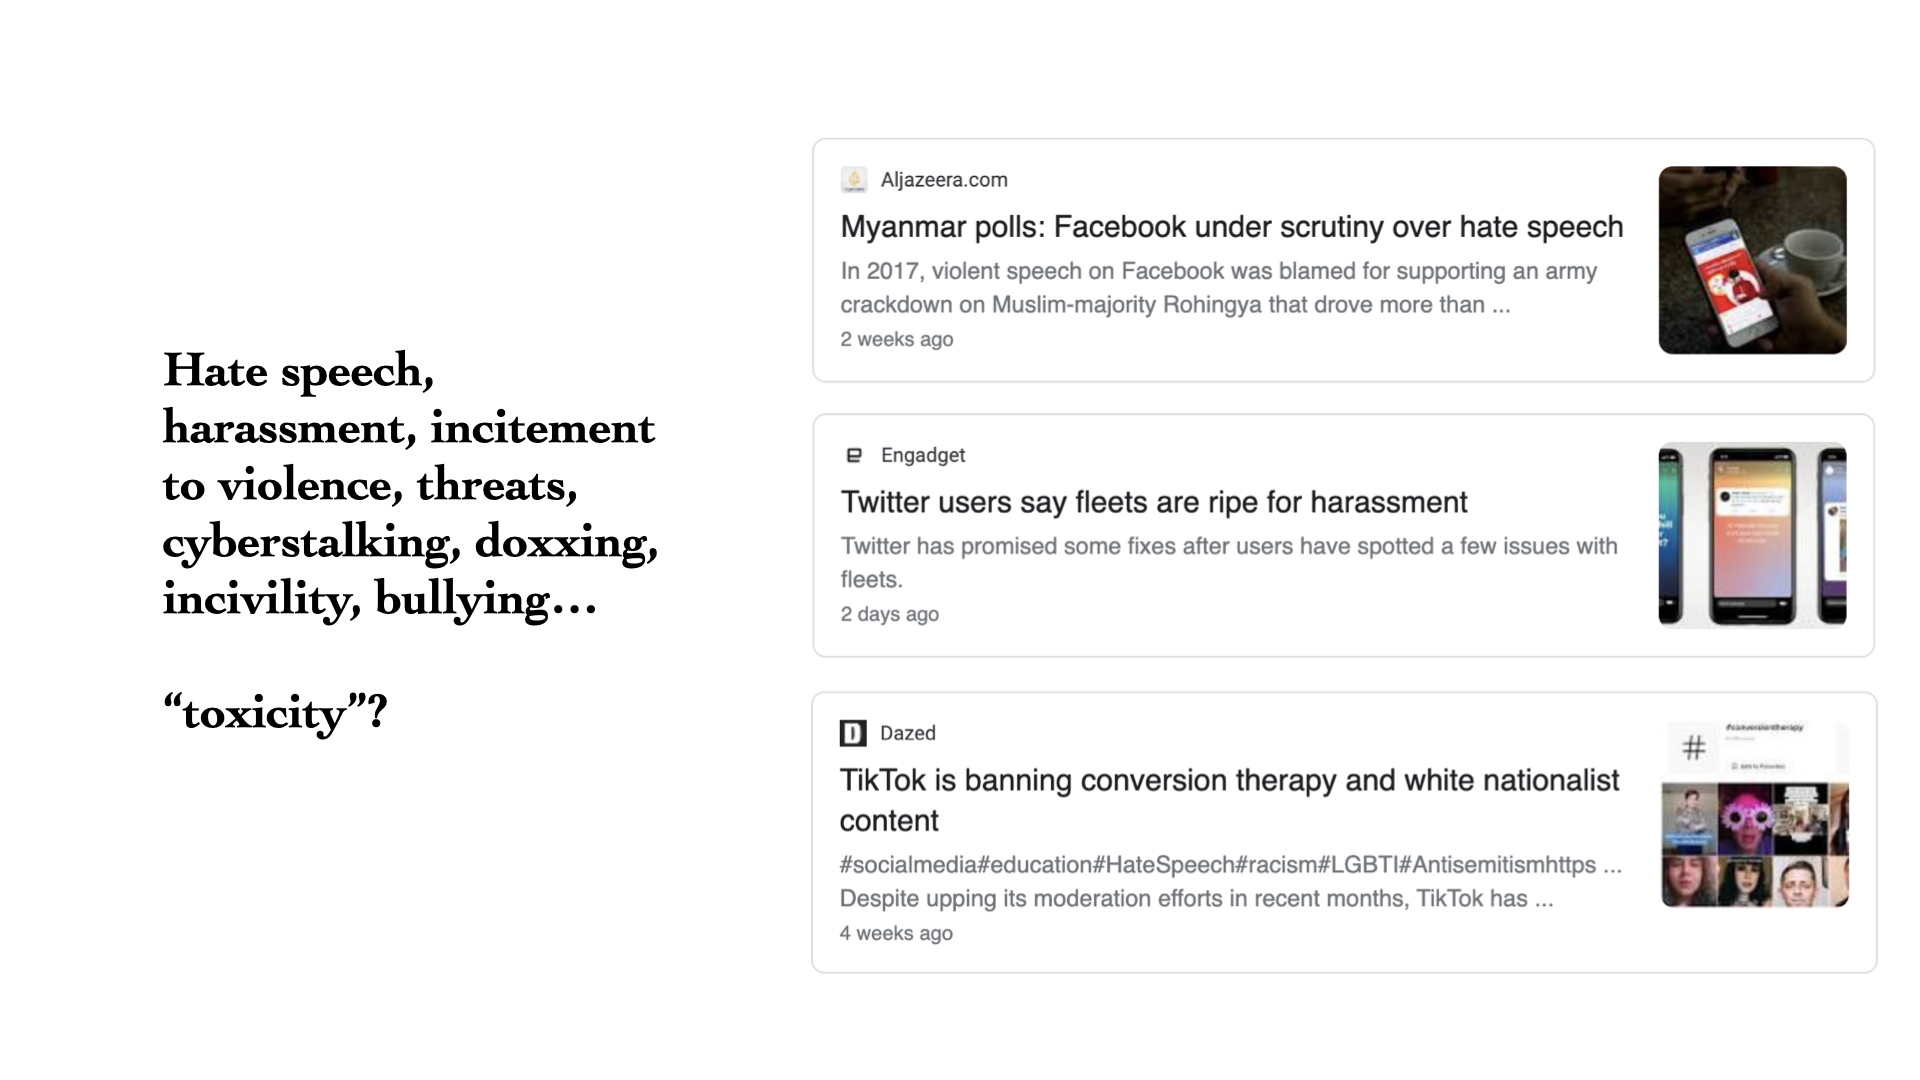 Hate speech,
harassment, incitement
to violence, threats,
cyberstalking, doxxing,
incivility, bullying…
“toxicity”?
Aljazeera.com
Myanmar polls: Facebook under scrutiny over hate speech
In 2017, violent speech on Facebook was blamed for supporting an army
crackdown on Muslim-majority Rohingya that drove more than ...
2 weeks ago
Engadget
Twitter users say fleets are ripe for harassment
Twitter has promised some fixes after users have spotted a few issues with
fleets.
2 days ago
Dazed
TikTok is banning conversion therapy and white nationalist
content
#socialmedia#education#HateSpeech#racism#LGBTI#Antisemitismhttps ...
Despite upping its moderation efforts in recent months, TikTok has ...
4 weeks ago
#conversiontherapy
Add to Favorites